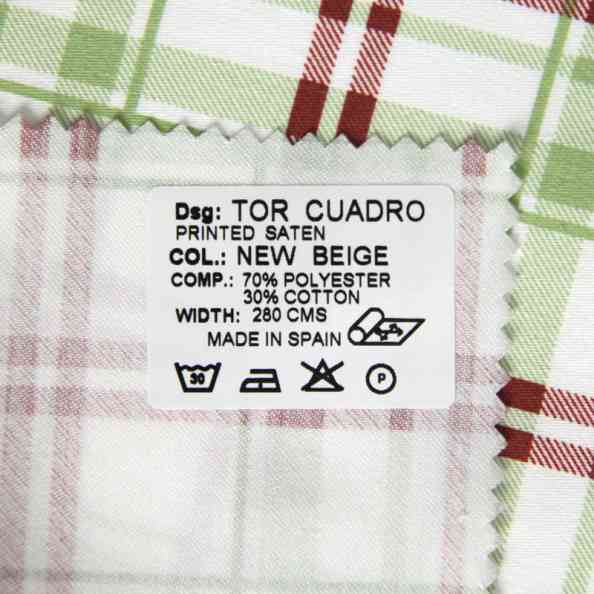 Dsg: TOR CUADRO
PRINTED SATEN
COL.: NEW BEIGE
COMP.: 70% POLYESTER
30% COTTON
WIDTH: 280 CMS
MADE IN SPAIN
30
P